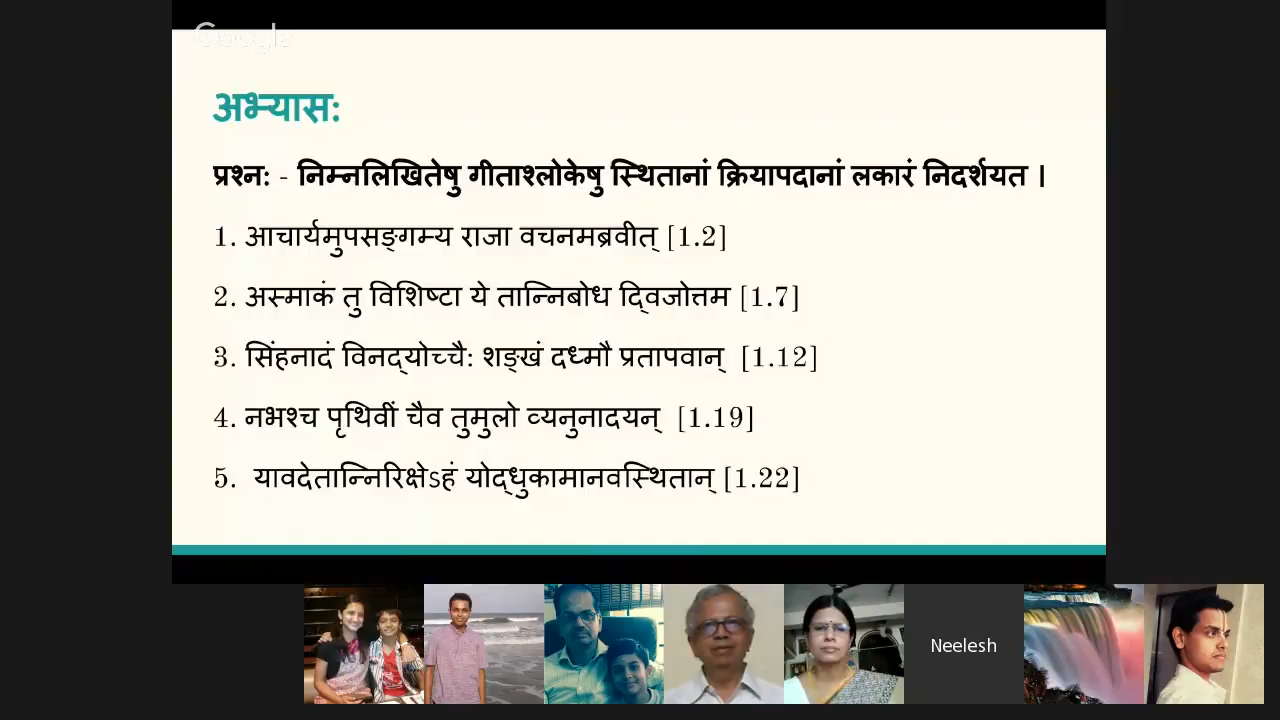 Google
अभ्यास:
प्रश्न: - निम्नलिखितेषु गीताश्लोकेषु स्थितानां क्रियापदानां लकारं निदर्शयत ।
1. आचार्यमुपसङ्गम्य राजा वचनमब्रवीत् [1.2]
2. अस्माकं तु विशिष्टा ये तान्निबोध द्विजोत्तम [1.7]
3. सिंहनादं विनद्योच्चै: शङ्खं दध्मौ प्रतापवान् [1.12]
4. नभश्च पृथिवीं चैव तुमुलो व्यनुनादयन् [1.19]
5. यावदेतान्निरिक्षेऽहं योद्धुकामानवस्थितान् [1.22]
Neelesh